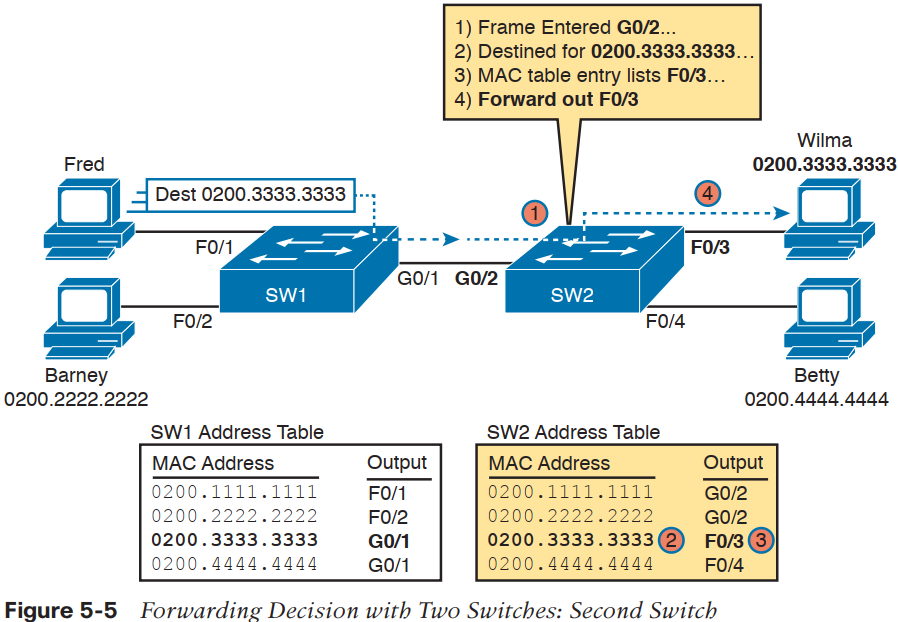 1) Frame Entered G0/2...
2) Destined for 0200.3333.3333...
3) MAC table entry lists F0/3...
4) Forward out F0/3
Fred
Wilma
0200.3333.3333
Dest 0200.3333.3333
1
4
F0/1
F0/3
G0/1
G0/2
SW1
SW2
F0/2
F0/4
Barney
0200.2222.2222
Betty
0200.4444.4444
SW1 Address Table
MAC Address Output
0200.1111.1111 F0/1
0200.2222.2222 F0/2
0200.3333.3333 G0/1
0200.4444.4444 G0/1
SW2 Address Table
MAC Address Output
0200.1111.1111 G0/2
0200.2222.2222 G0/2
0200.3333.3333 2 F0/3 3
0200.4444.4444 F0/4
Figure 5-5 Forwarding Decision with Two Switches: Second Switch